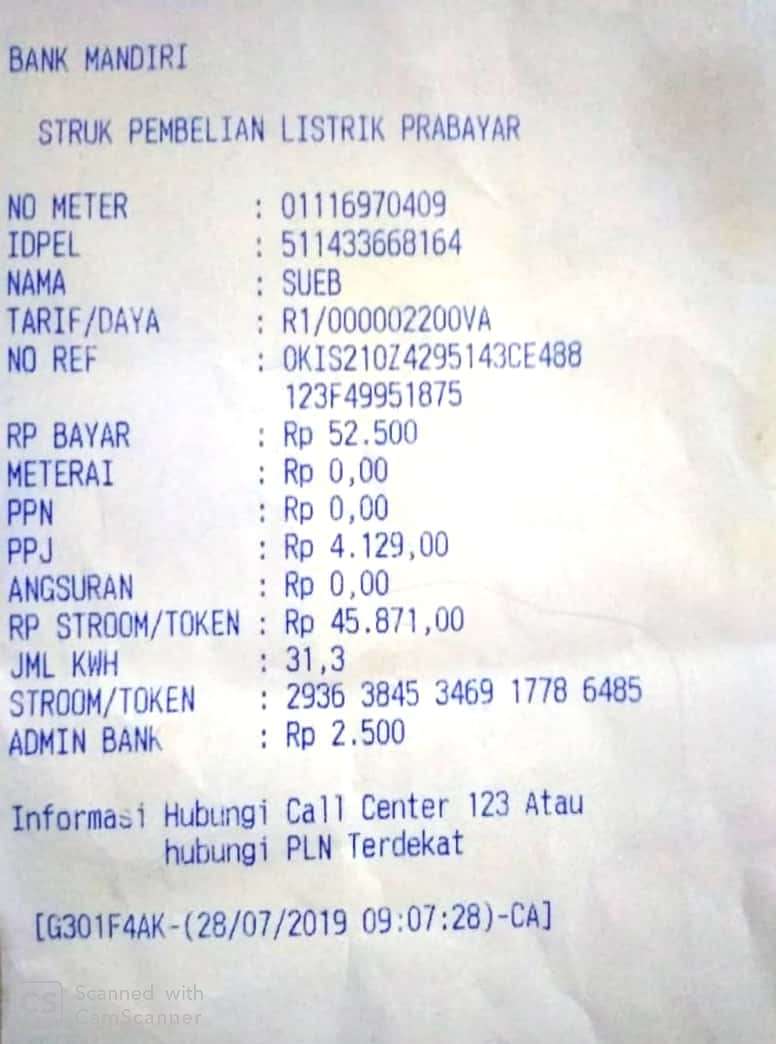 BANK MANDIRI
STRUK PEMBELIAN LISTRIK PRABAYAR
NO METER : 01116970409
IDPEL : 511433668164
NAMA : SUEB
TARIF/DAYA : R1/000002200VA
NO REF : 0KIS210Z4295143CE488
123F49951875
RP BAYAR : Rp 52.500
METERAI : Rp 0,00
PPN : Rp 0,00
PPJ : Rp 4.129,00
ANGSURAN : Rp 0,00
RP STROOM/TOKEN : Rp 45.871,00
JML KWH : 31,3
STROOM/TOKEN : 2936 3845 3469 1778 6485
ADMIN BANK : Rp 2.500
Informasi Hubungi Call Center 123 Atau
hubungi PLN Terdekat
[G301F4AK-(28/07/2019 09:07:28)-CA]
CS Scanned with
CamScanner